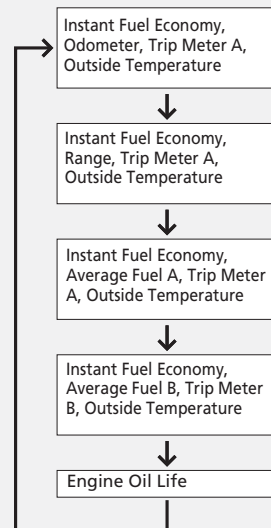 Instant Fuel Economy,
Odometer, Trip Meter A,
Outside Temperature
Instant Fuel Economy,
Range, Trip Meter A,
Outside Temperature
Instant Fuel Economy,
Average Fuel A, Trip Meter
A, Outside Temperature
Instant Fuel Economy,
Average Fuel B, Trip Meter
B, Outside Temperature
Engine Oil Life